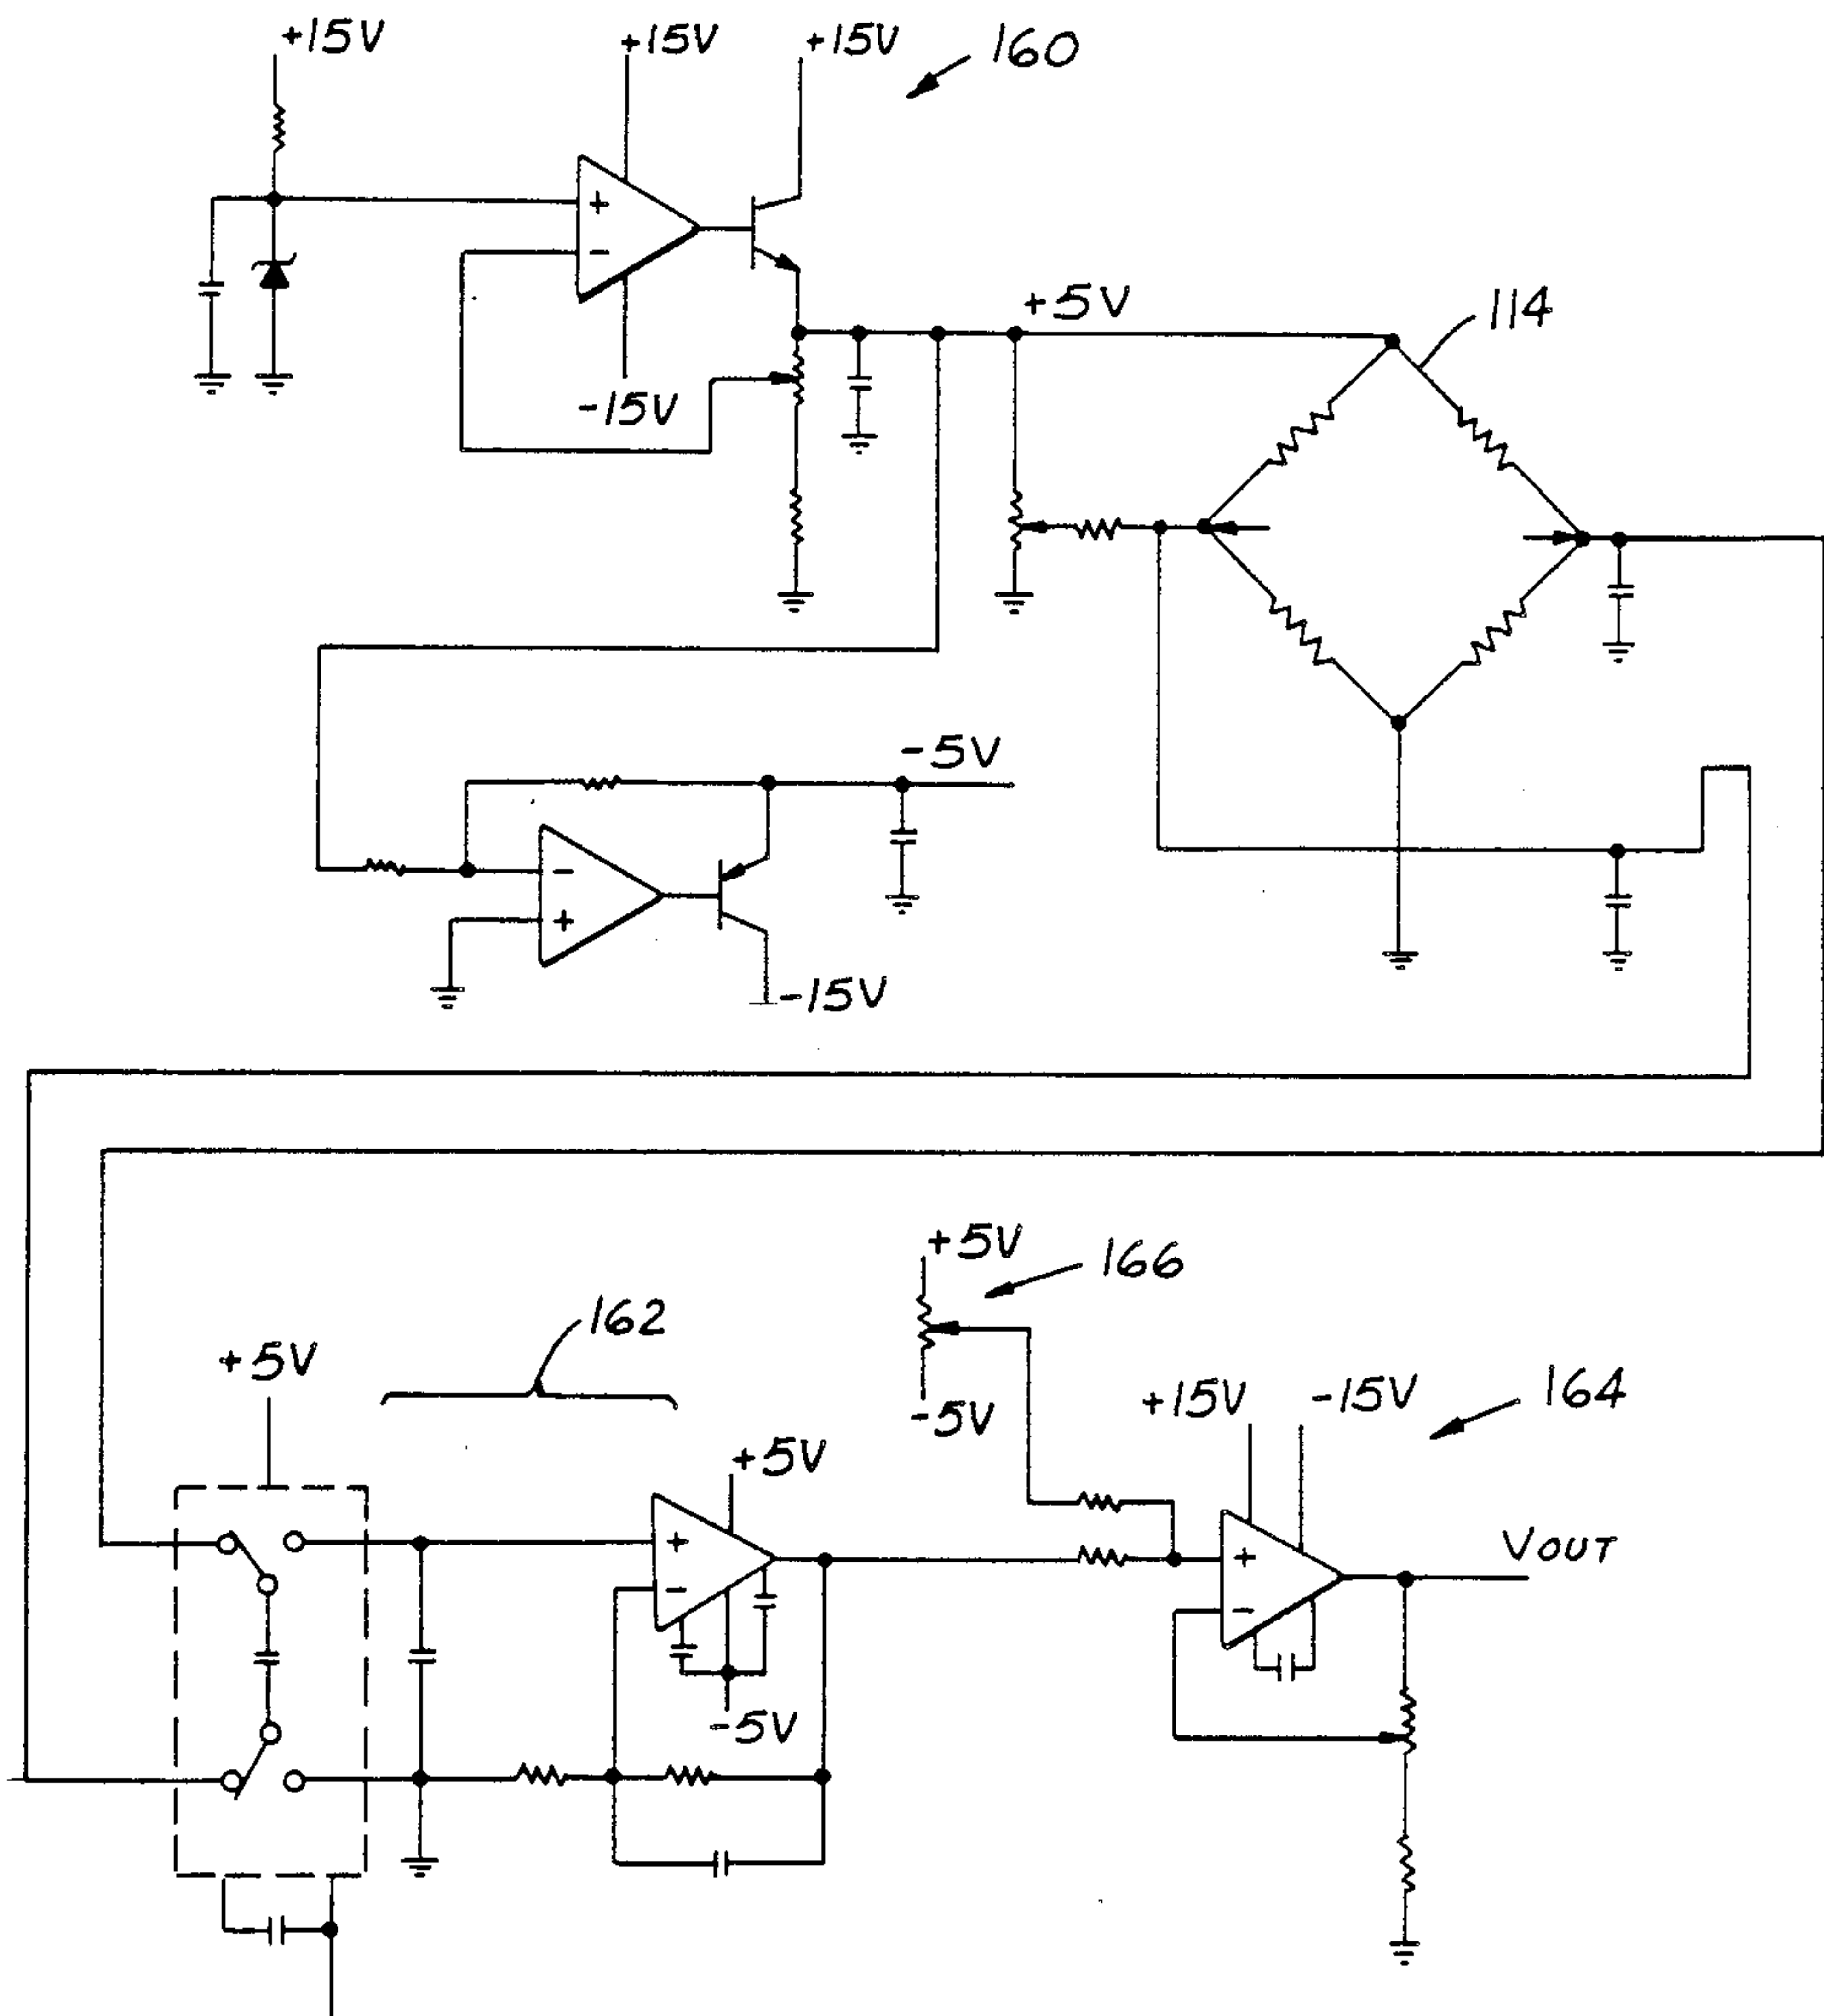 +15V
+15V
+15V
160
+
-
-15V
+5V
114
-5V
-
+
-15V
+5V
166
162
+5V
-5V
+15V
-15V
164
+5V
+
-
-5V
+
-
VOUT